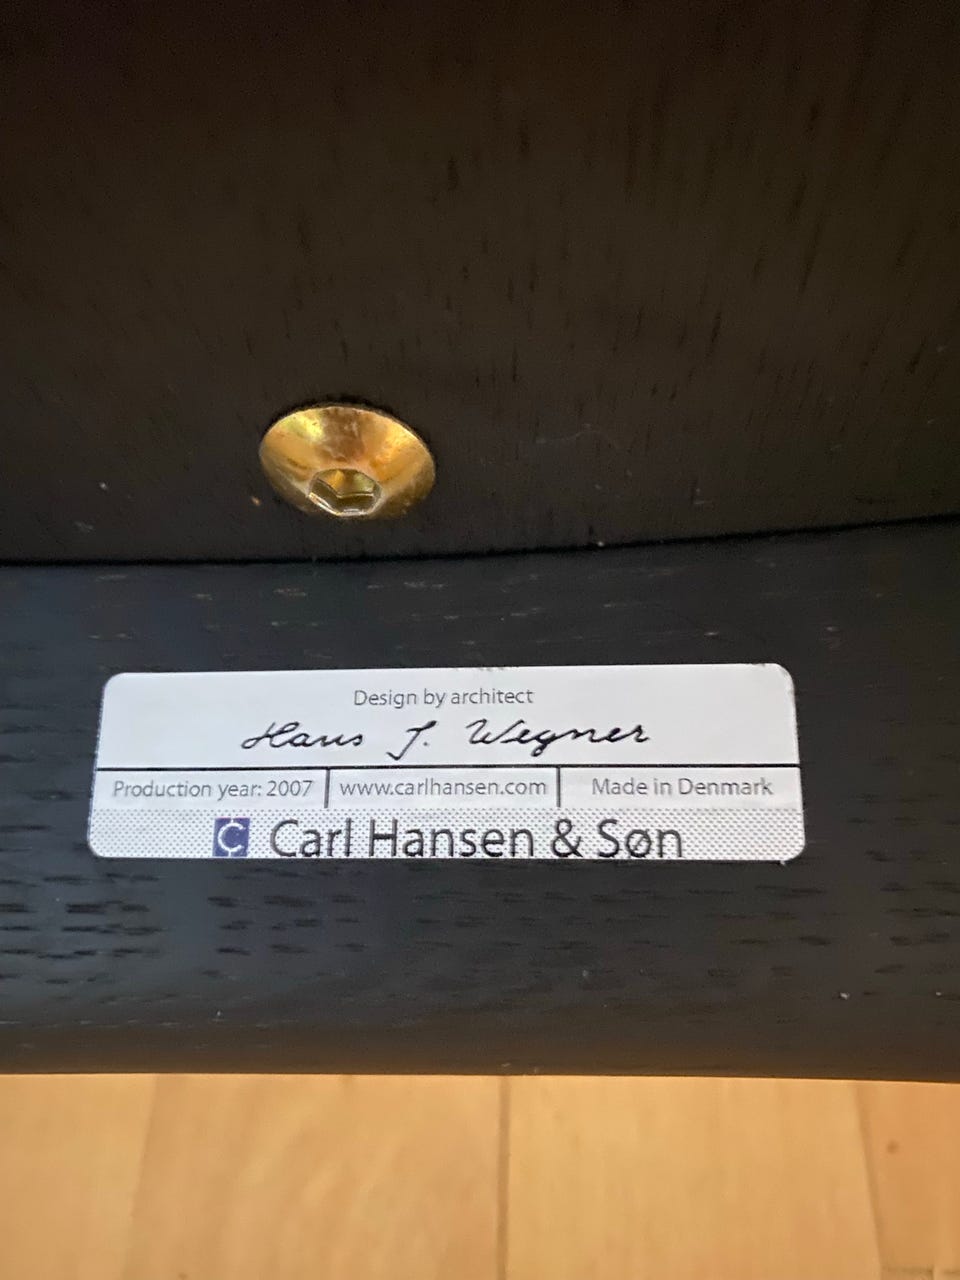 Design by architect
Hans J. Wegner
Production year: 2007 www.carlhansen.com Made in Denmark
C Carl Hansen & Søn